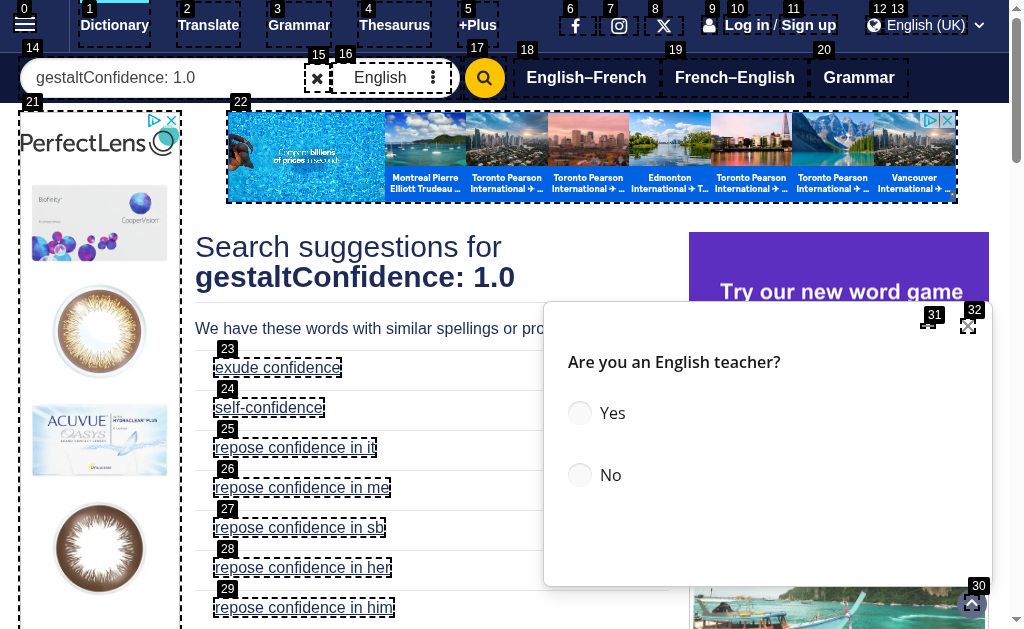 0 1 2 3 4 5 6 7 8 9 10 11 12 13
Dictionary Translate Grammar Thesaurus +Plus Log in / Sign up English (UK)
14 15 16 17 18 19 20
gestaltConfidence: 1.0 English English–French French–English Grammar
21 22
PerfectLens
Compare billions
of prices in seconds
Montreal Pierre
Elliott Trudeau ...
Toronto Pearson
International ✈ ...
Toronto Pearson
International ✈ ...
Edmonton
International ✈ T...
Toronto Pearson
International ✈ ...
Toronto Pearson
International ✈ ...
Vancouver
International ✈ ...
Biofinity
CooperVision
ACUVUE
OASYS
WITH HYDRACLEAR PLUS
Search suggestions for
gestaltConfidence: 1.0
We have these words with similar spellings or pro
23
exude confidence
24
self-confidence
25
repose confidence in it
26
repose confidence in me
27
repose confidence in sb
28
repose confidence in her
29
repose confidence in him
Try our new word game
31 32
Are you an English teacher?
Yes
No
30